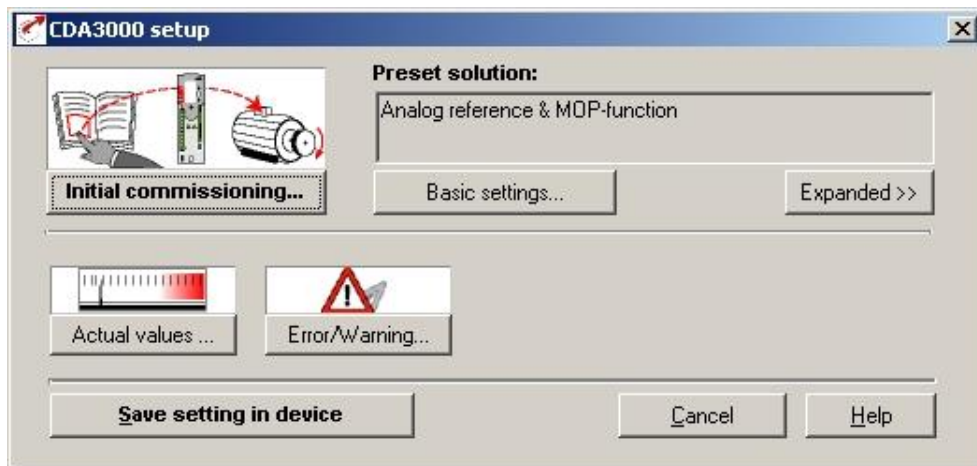 CDA3000 setup
Preset solution:
Analog reference & MOP-function
Initial commissioning...
Basic settings...
Expanded >>
Actual values ...
Error/Warning...
Save setting in device
Cancel
Help